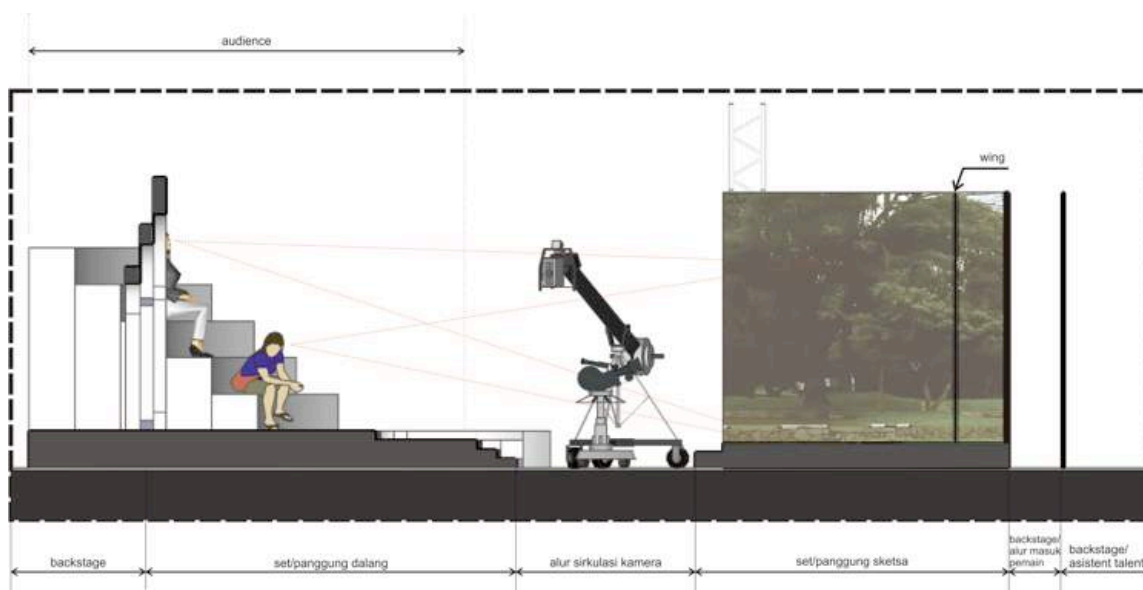 audience
wing
backstage
set/panggung dalang
alur sirkulasi kamera
set/panggung sketsa
backstage/
alur masuk
pemain
backstage/
asistent talent